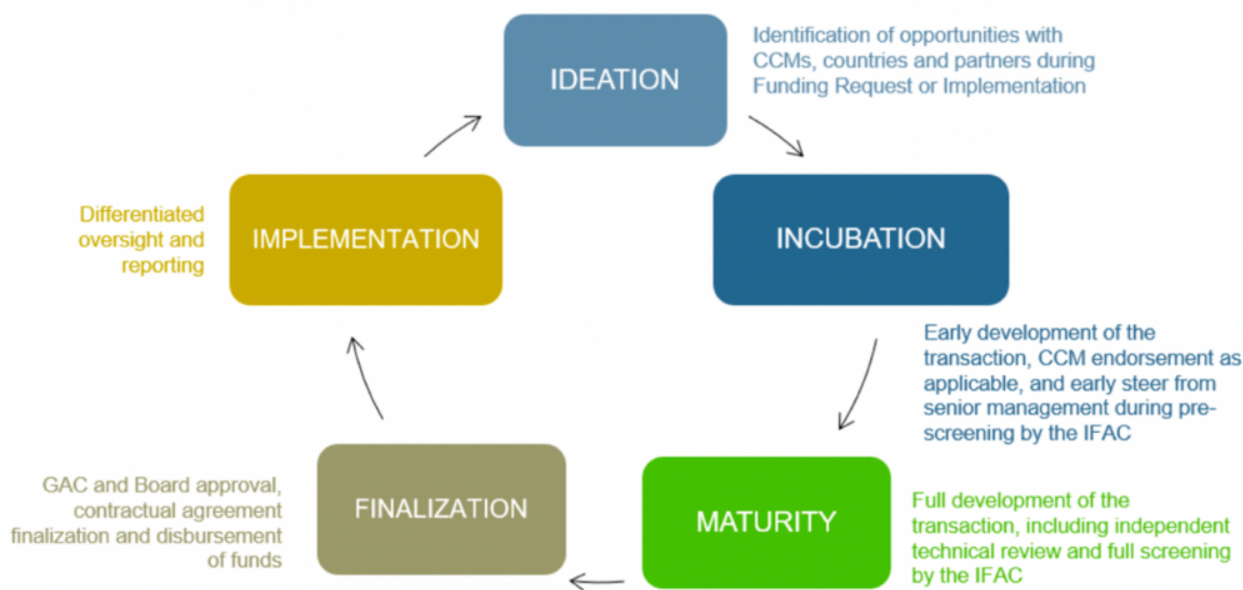 IDEATION
Identification of opportunities with
CCMs, countries and partners during
Funding Request or Implementation
INCUBATION
Early development of the
transaction, CCM endorsement as
applicable, and early steer from
senior management during pre-
screening by the IFAC
MATURITY
Full development of the
transaction, including independent
technical review and full screening
by the IFAC
FINALIZATION
GAC and Board approval,
contractual agreement
finalization and disbursement
of funds
IMPLEMENTATION
Differentiated
oversight and
reporting